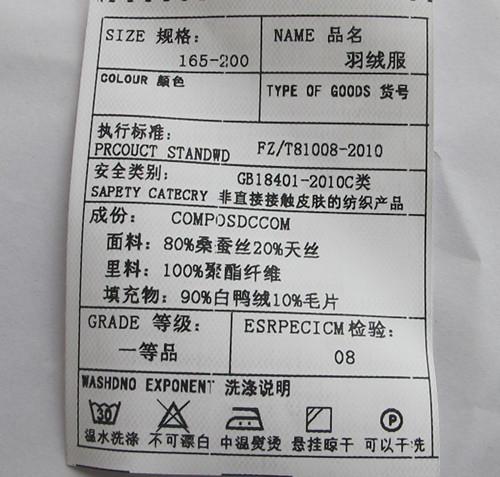 SIZE 规格:
165-200
NAME 品名
羽绒服
COLOUR 颜色
TYPE OF GOODS 货号
执行标准:
PRCOUCT STANDWD FZ/T81008-2010
安全类别: GB18401-2010C类
SAPETY CATECRY 非直接接触皮肤的纺织产品
成份: COMPOSDCCOM
面料: 80%桑蚕丝20%天丝
里料: 100%聚酯纤维
填充物: 90%白鸭绒10%毛片
GRADE 等级:
一等品
ESRPECICM检验:
08
WASHDNO EXPONENT 洗涤说明
30
P
温水洗涤 不可漂白 中温熨烫 悬挂晾干 可以干洗